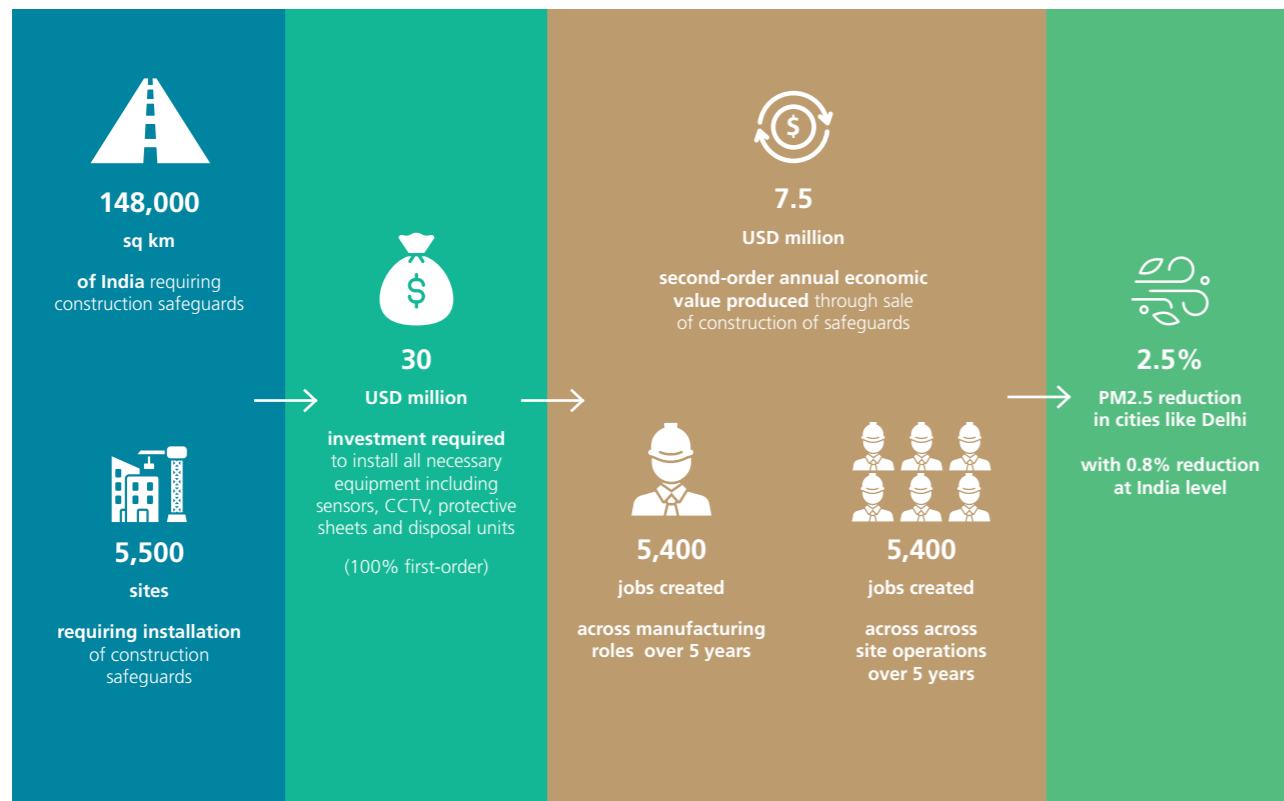 148,000
sq km
of India requiring
construction safeguards
5,500
sites
requiring installation
of construction
safeguards
$
30
USD million
investment required
to install all necessary
equipment including
sensors, CCTV, protective
sheets and disposal units
(100% first-order)
$
7.5
USD million
second-order annual economic
value produced through sale
of construction of safeguards
5,400
jobs created
across manufacturing
roles over 5 years
5,400
jobs created
across across
site operations
over 5 years
2.5%
PM2.5 reduction
in cities like Delhi
with 0.8% reduction
at India level